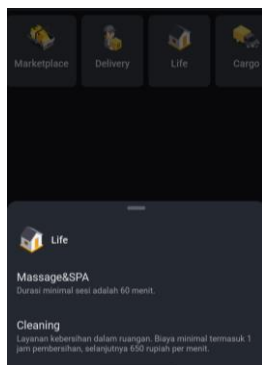 Marketplace
Delivery
Life
Cargo
Life
Massage&SPA
Durasi minimal sesi adalah 60 menit.
Cleaning
Layanan kebersihan dalam ruangan. Biaya minimal termasuk 1
jam pembersihan, selanjutnya 650 rupiah per menit.